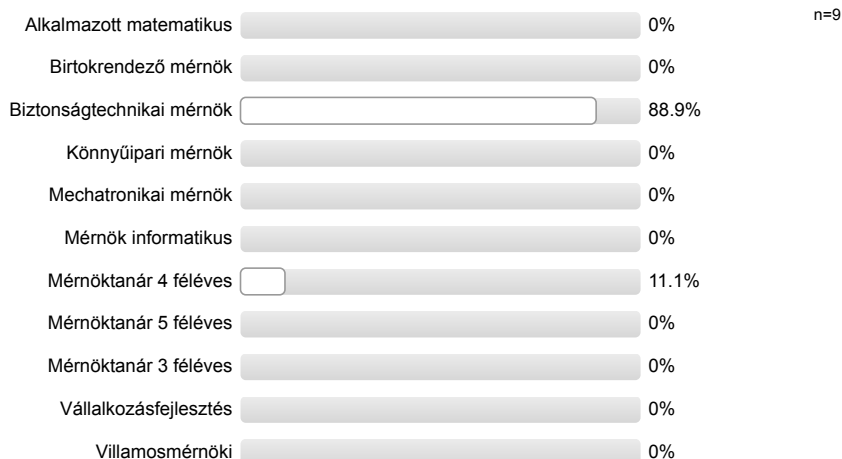 n=9
Alkalmazott matematikus 0%
Birtokrendező mérnök 0%
Biztonságtechnikai mérnök 88.9%
Könnyűipari mérnök 0%
Mechatronikai mérnök 0%
Mérnök informatikus 0%
Mérnöktanár 4 féléves 11.1%
Mérnöktanár 5 féléves 0%
Mérnöktanár 3 féléves 0%
Vállalkozásfejlesztés 0%
Villamosmérnöki 0%